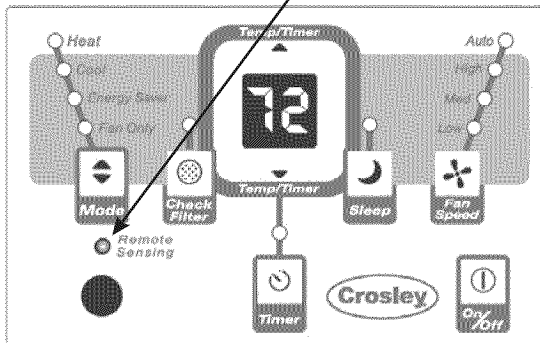 Temp/Timer
Heat
Cool
Energy Saver
Fan Only
Auto
High
Med
Low
72
Mode
Check
Filter
Temp/Timer
Sleep
Fan
Speed
Remote
Sensing
Timer
Crosley
On/Off